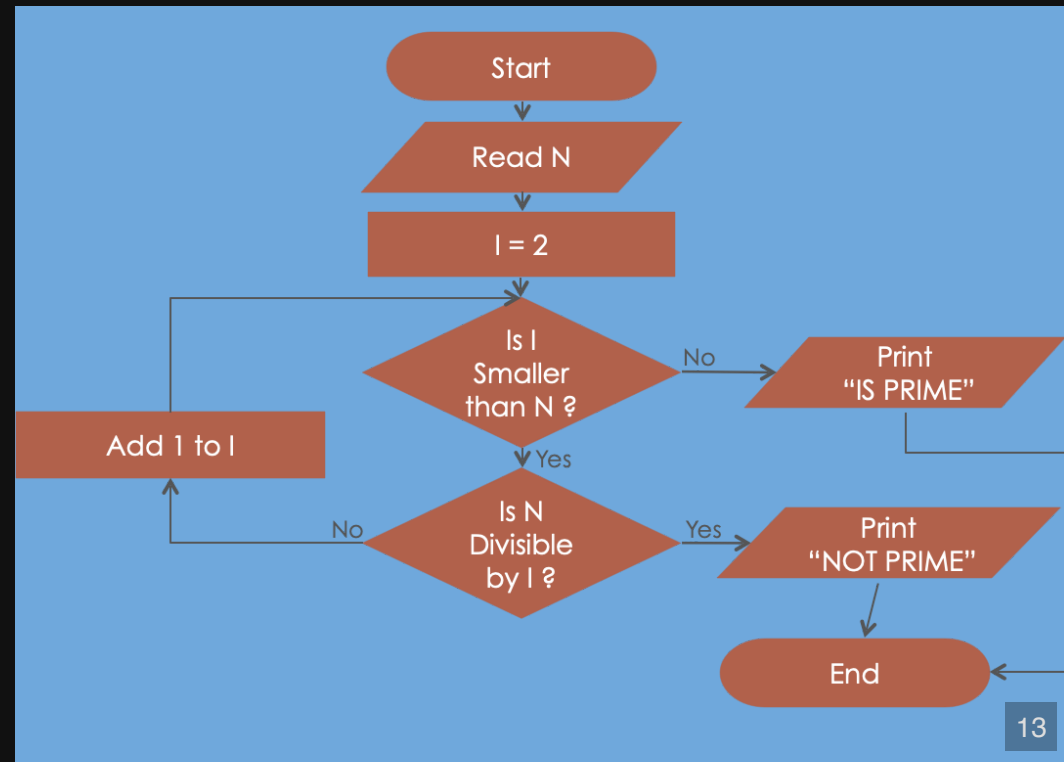 Start
Read N
I = 2
Is I
Smaller
than N ?
No
Print
“IS PRIME”
Yes
Add 1 to I
Is N
Divisible
by I ?
No
Yes
Print
“NOT PRIME”
End
13